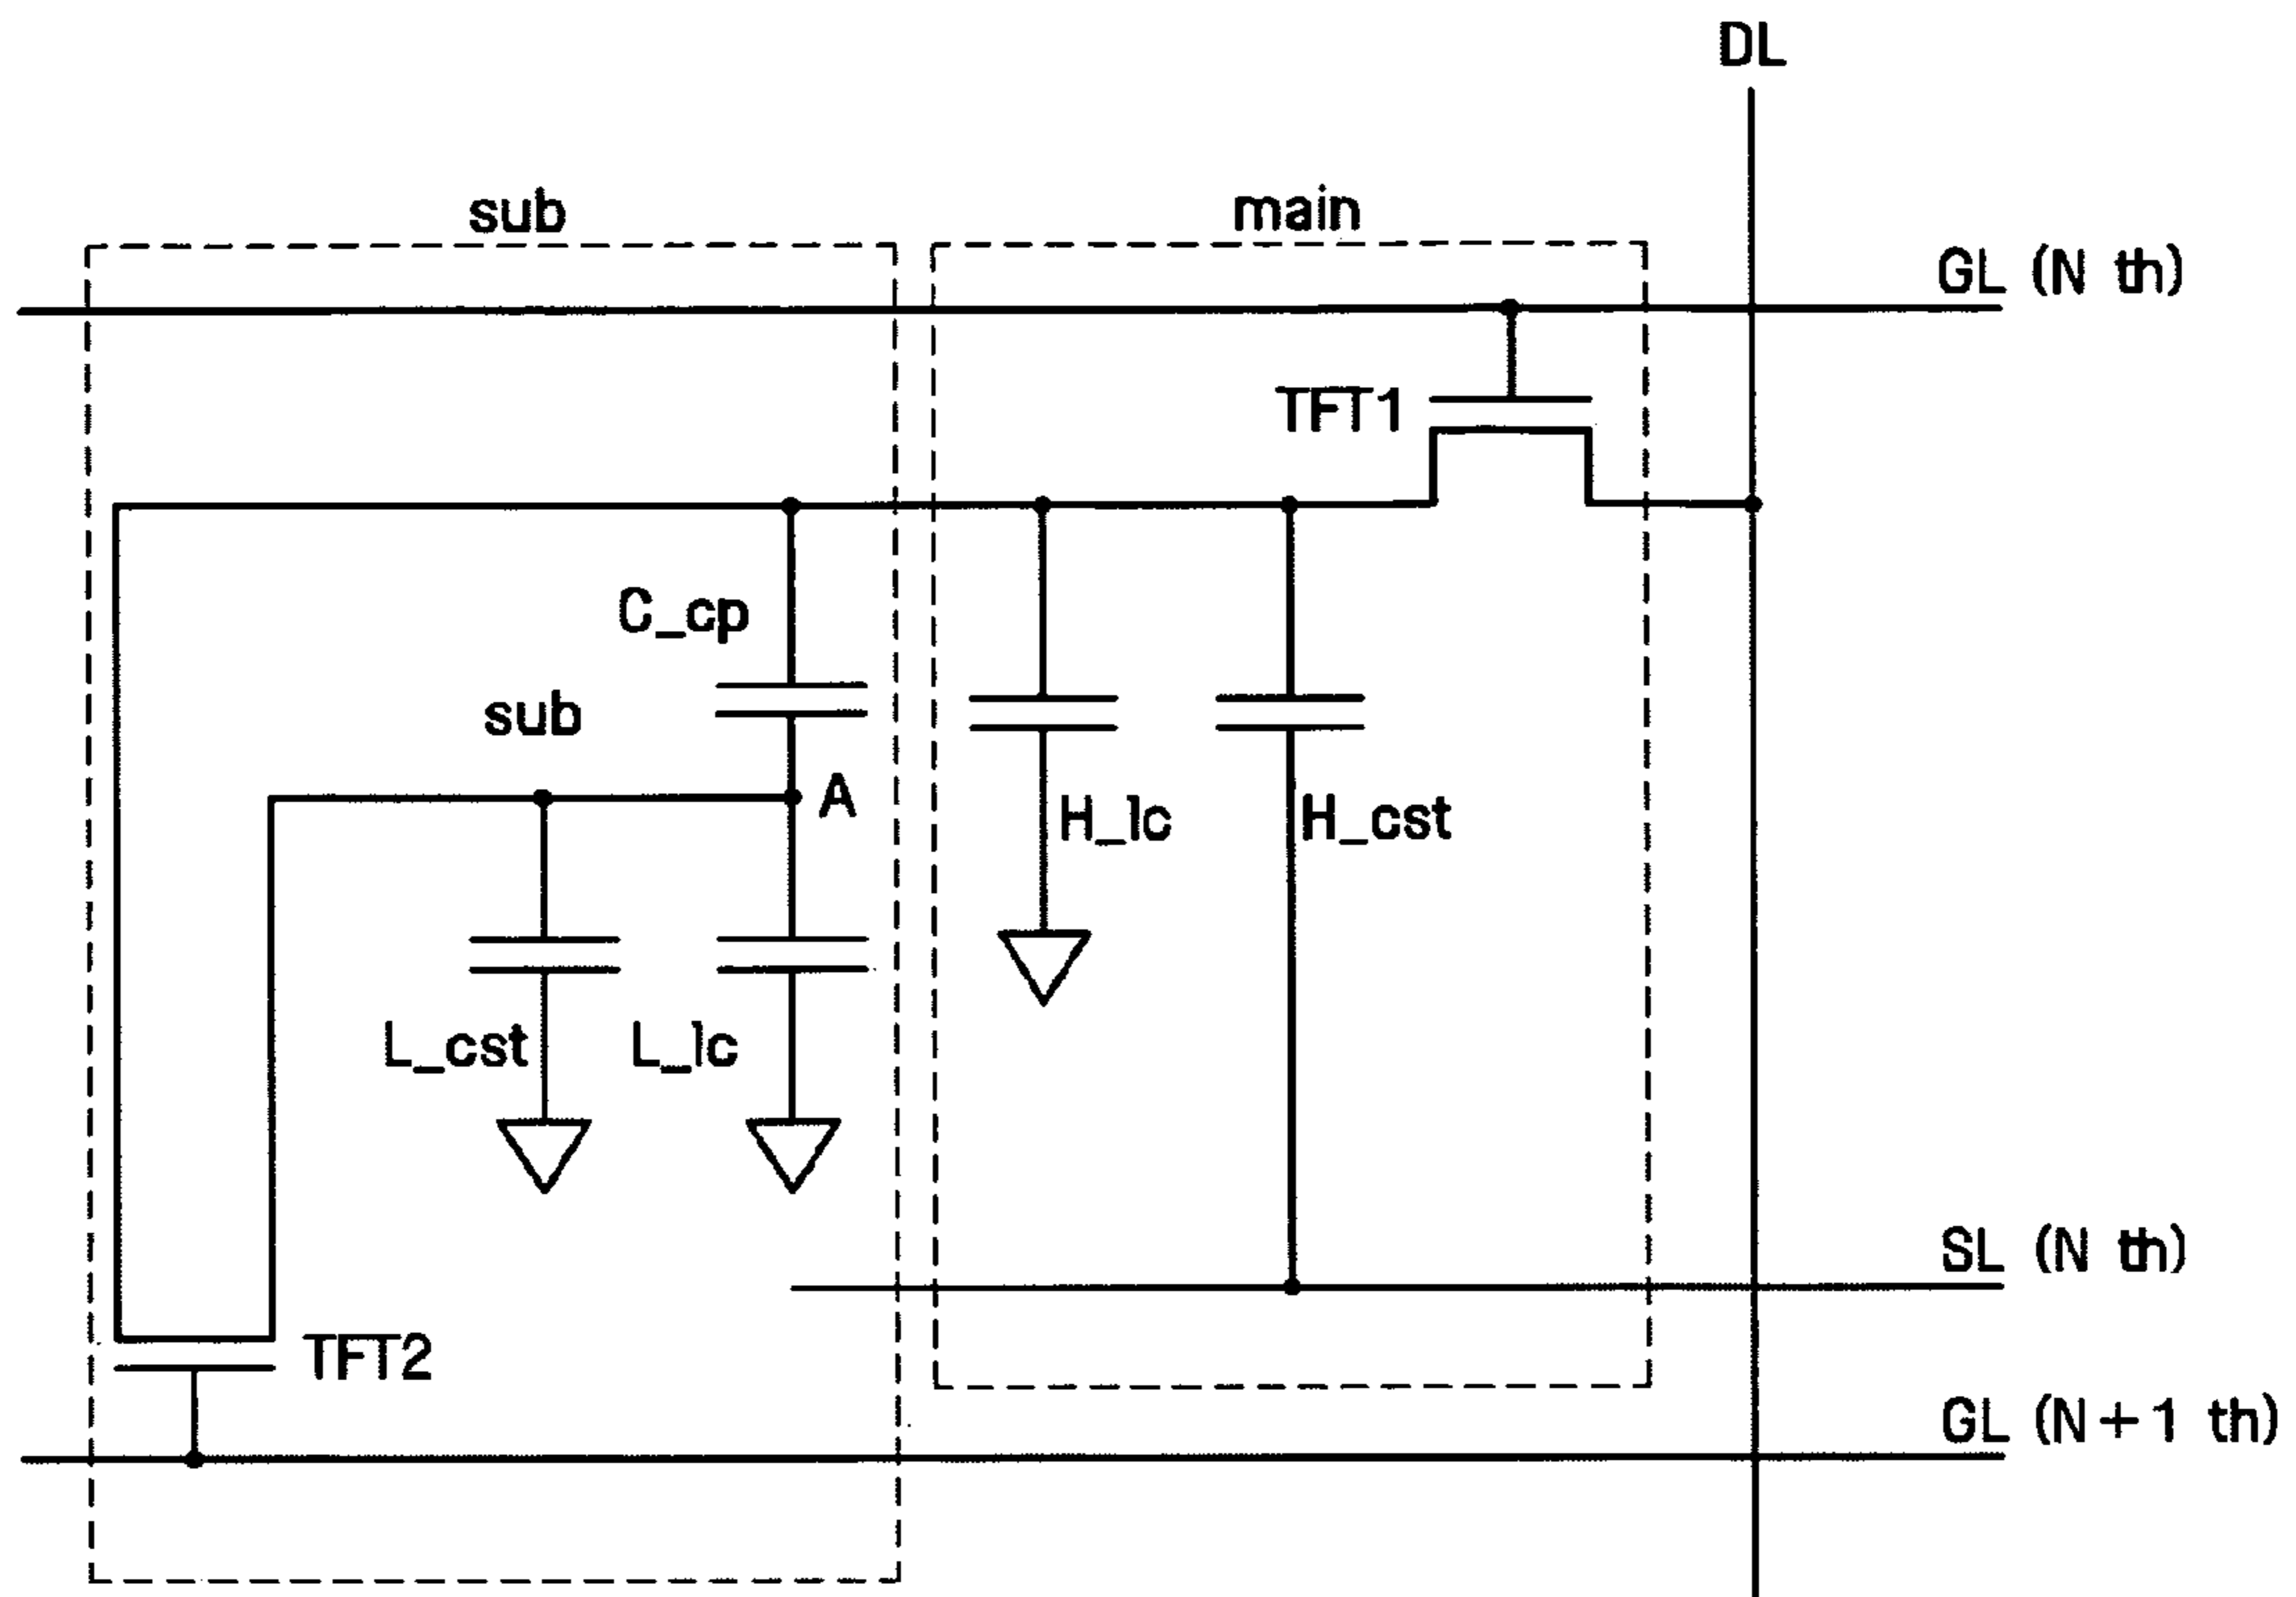 DL
sub
main
GL (N th)
TFT1
C_cp
sub
A
H_lc
H_cst
L_cst
L_lc
SL (N th)
TFT2
GL (N+1 th)